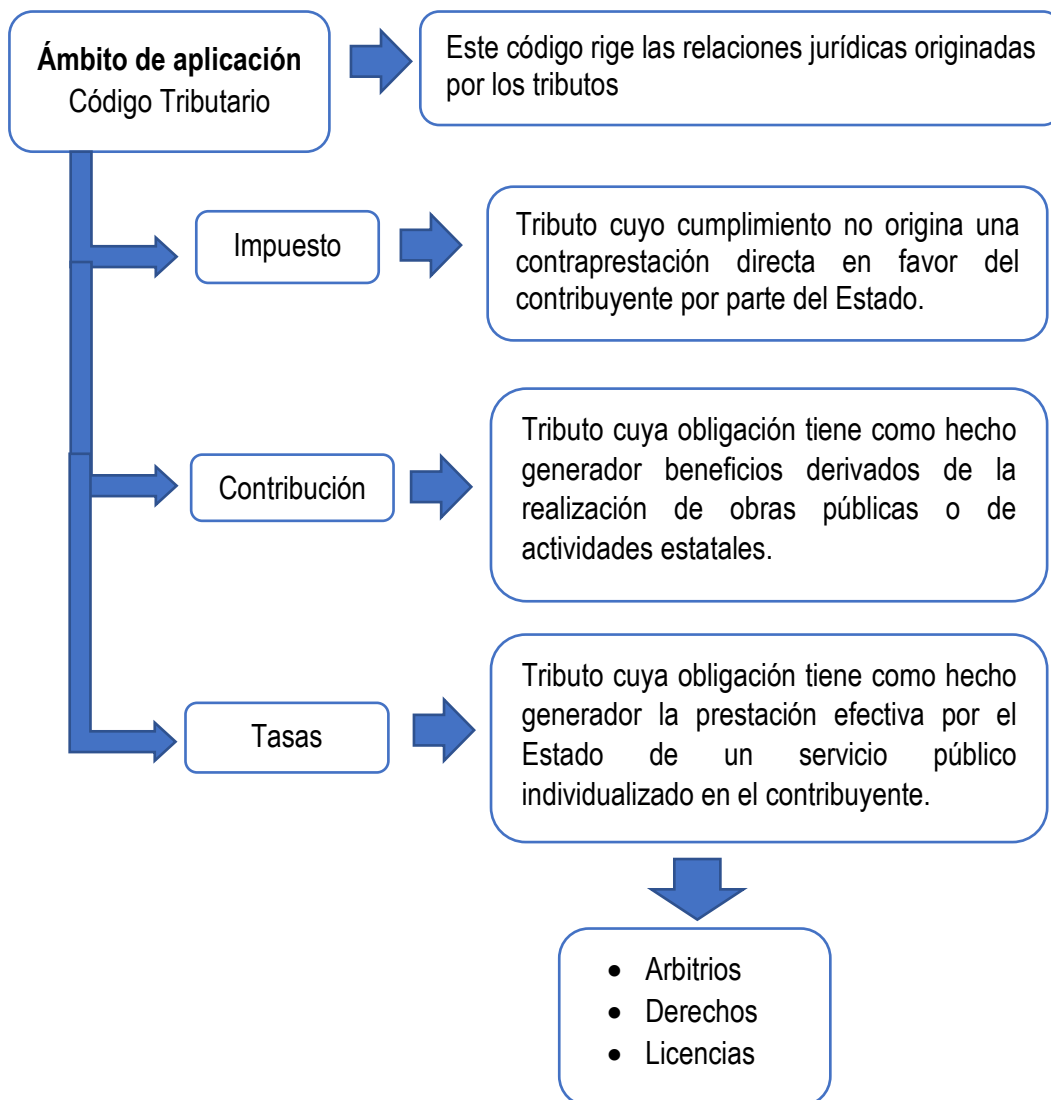 Ámbito de aplicación
Código Tributario
Este código rige las relaciones jurídicas originadas
por los tributos
Impuesto
Tributo cuyo cumplimiento no origina una
contraprestación directa en favor del
contribuyente por parte del Estado.
Contribución
Tributo cuya obligación tiene como hecho
generador beneficios derivados de la
realización de obras públicas o de
actividades estatales.
Tasas
Tributo cuya obligación tiene como hecho
generador la prestación efectiva por el
Estado de un servicio público
individualizado en el contribuyente.
• Arbitrios
• Derechos
• Licencias